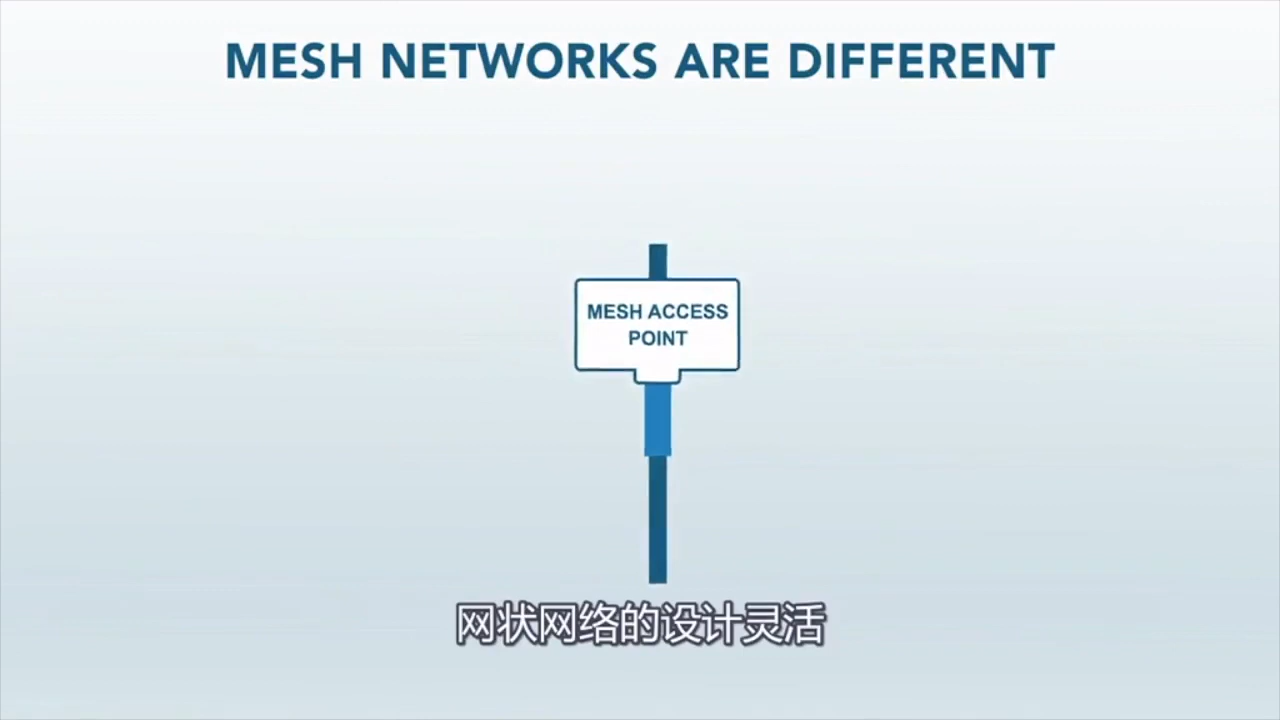 MESH NETWORKS ARE DIFFERENT
MESH ACCESS
POINT
网状网络的设计灵活